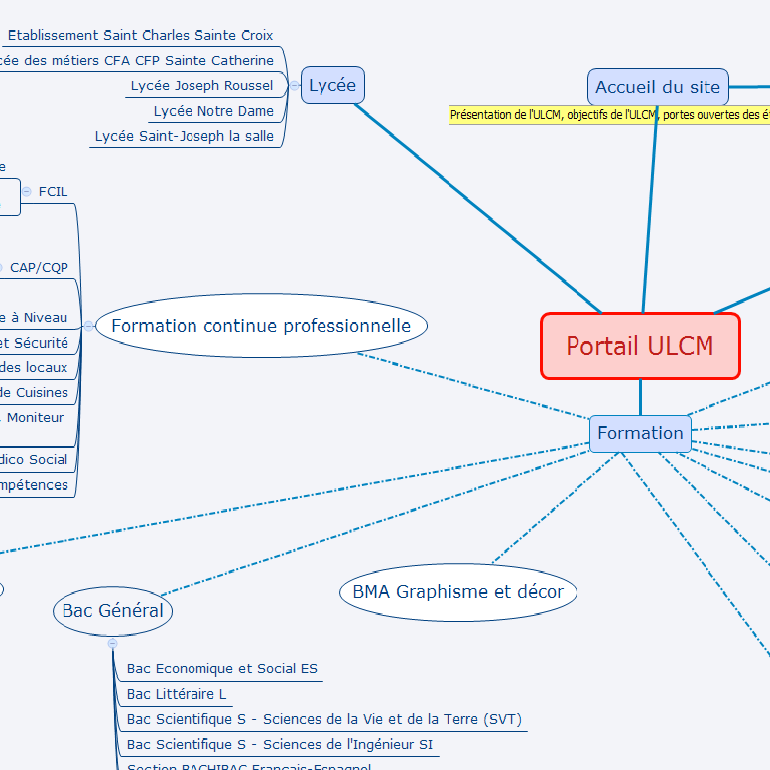 Etablissement Saint Charles Sainte Croix
des métiers CFA CFP Sainte Catherine
Lycée Joseph Roussel
Lycée Notre Dame
Lycée Saint-Joseph la salle
Lycée
Accueil du site
Présentation de l'ULCM, objectifs de l'ULCM, portes ouvertes des
FCIL
CAP/CQP
à Niveau
et Sécurité
des locaux
de Cuisines
Moniteur
Social
Formation continue professionnelle
Portail ULCM
Formation
BMA Graphisme et décor
Bac Général
Bac Economique et Social ES
Bac Littéraire L
Bac Scientifique S - Sciences de la Vie et de la Terre (SVT)
Bac Scientifique S - Sciences de l'Ingénieur SI
Section BACHIBAC Français-Espagnol